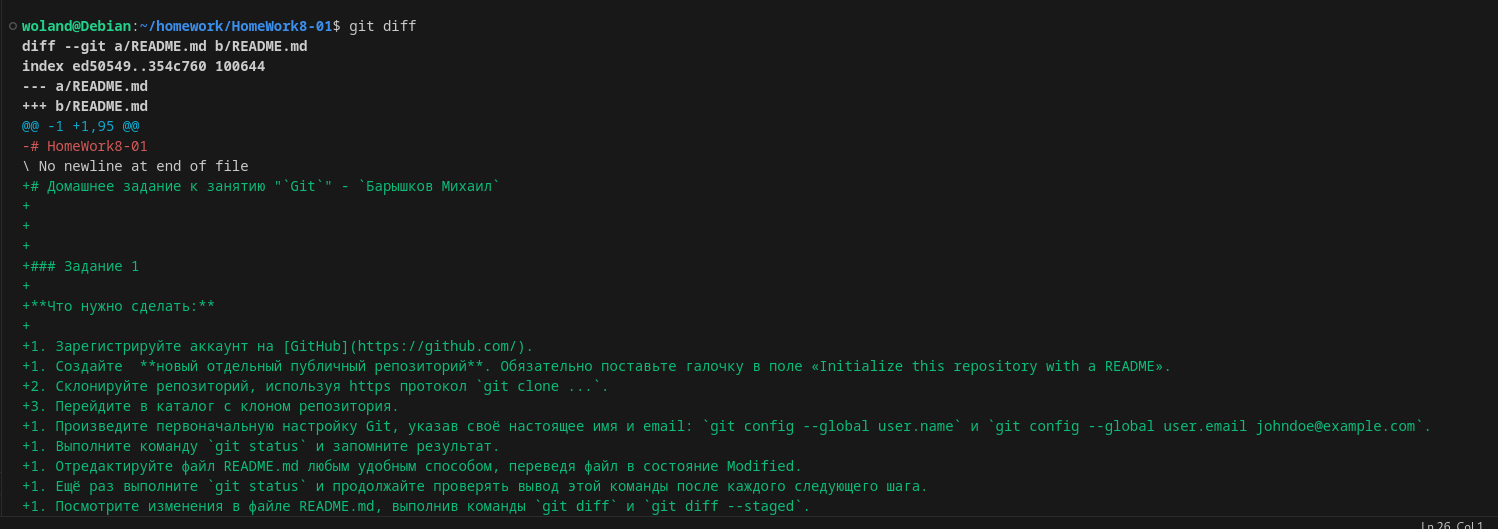 woland@Debian:~/homework/HomeWork8-01$ git diff
diff --git a/README.md b/README.md
index ed50549..354c760 100644
--- a/README.md
+++ b/README.md
@@ -1 +1,95 @@
-# HomeWork8-01
\ No newline at end of file
+# Домашнее задание к занятию "`Git`" - `Барышков Михаил`
+
+
+
+### Задание 1
+
+**Что нужно сделать:**
+
+1. Зарегистрируйте аккаунт на [GitHub](https://github.com/).
+1. Создайте  **новый отдельный публичный репозиторий**. Обязательно поставьте галочку в поле «Initialize this repository with a README».
+2. Склонируйте репозиторий, используя https протокол `git clone ...`.
+3. Перейдите в каталог с клоном репозитория.
+1. Произведите первоначальную настройку Git, указав своё настоящее имя и email: `git config --global user.name` и `git config --global user.email johndoe@example.com`.
+1. Выполните команду `git status` и запомните результат.
+1. Отредактируйте файл README.md любым удобным способом, переведя файл в состояние Modified.
+1. Ещё раз выполните `git status` и продолжайте проверять вывод этой команды после каждого следующего шага.
+1. Посмотрите изменения в файле README.md, выполнив команды `git diff` и `git diff --staged`.
Ln 26, Col 1